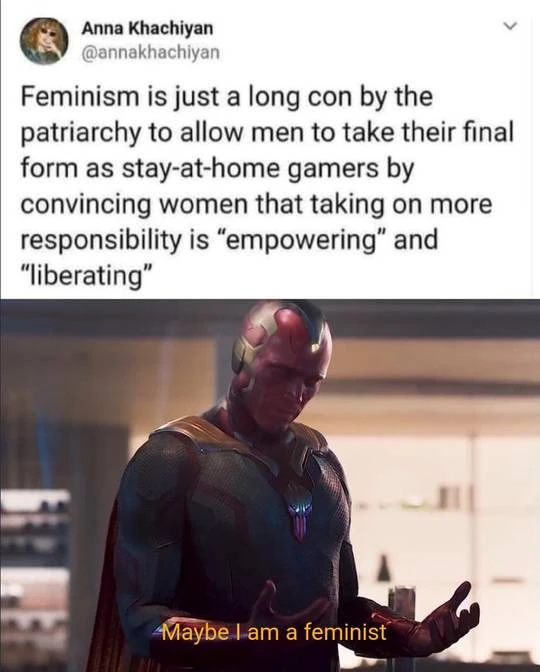 Anna Khachiyan
@annakhachiyan
Feminism is just a long con by the
patriarchy to allow men to take their final
form as stay-at-home gamers by
convincing women that taking on more
responsibility is “empowering” and
“liberating”
Maybe I am a feminist